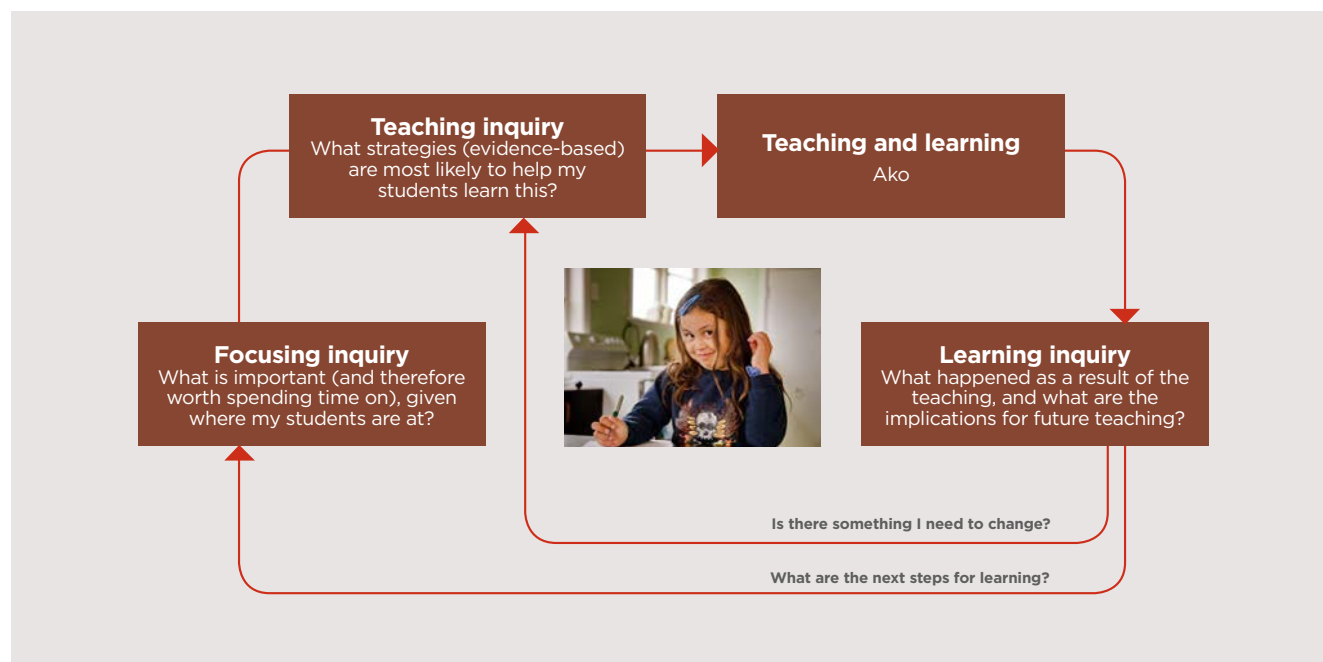 Teaching inquiry
What strategies (evidence-based)
are most likely to help my
students learn this?
Teaching and learning
Ako
Focusing inquiry
What is important (and therefore
worth spending time on), given
where my students are at?
Learning inquiry
What happened as a result of the
teaching, and what are the
implications for future teaching?
Is there something I need to change?
What are the next steps for learning?